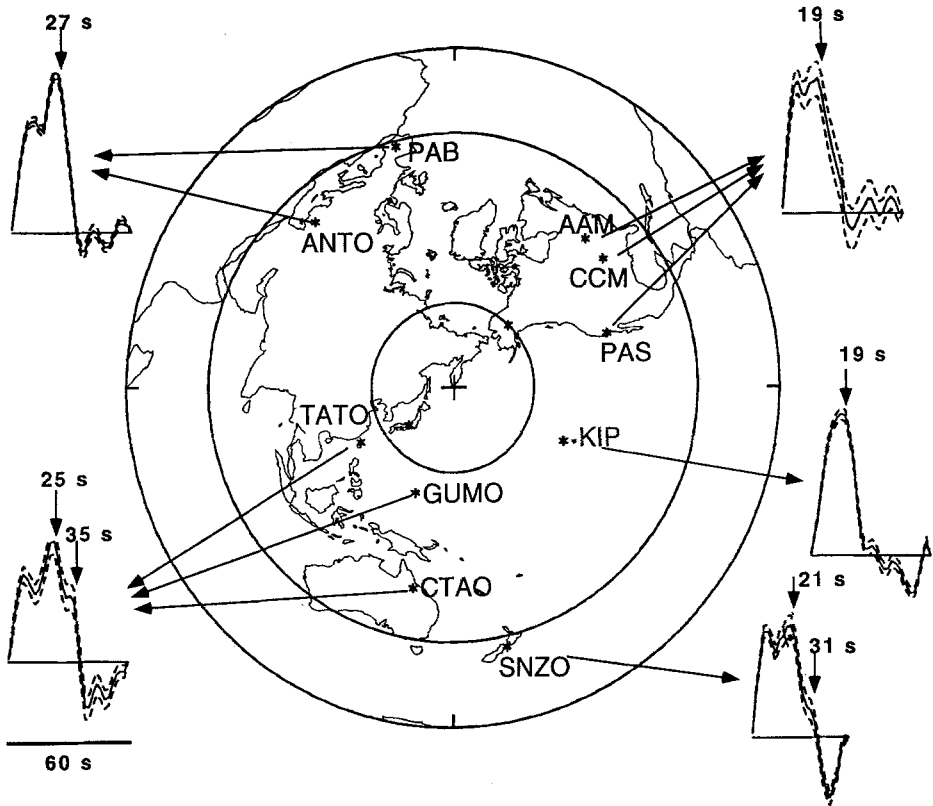 27 s
19 s
PAB
AAM
ANTO
CCM
PAS
19 s
TATO
KIP
25 s
GUMO
35 s
CTAO
21 s
31 s
SNZO
60 s